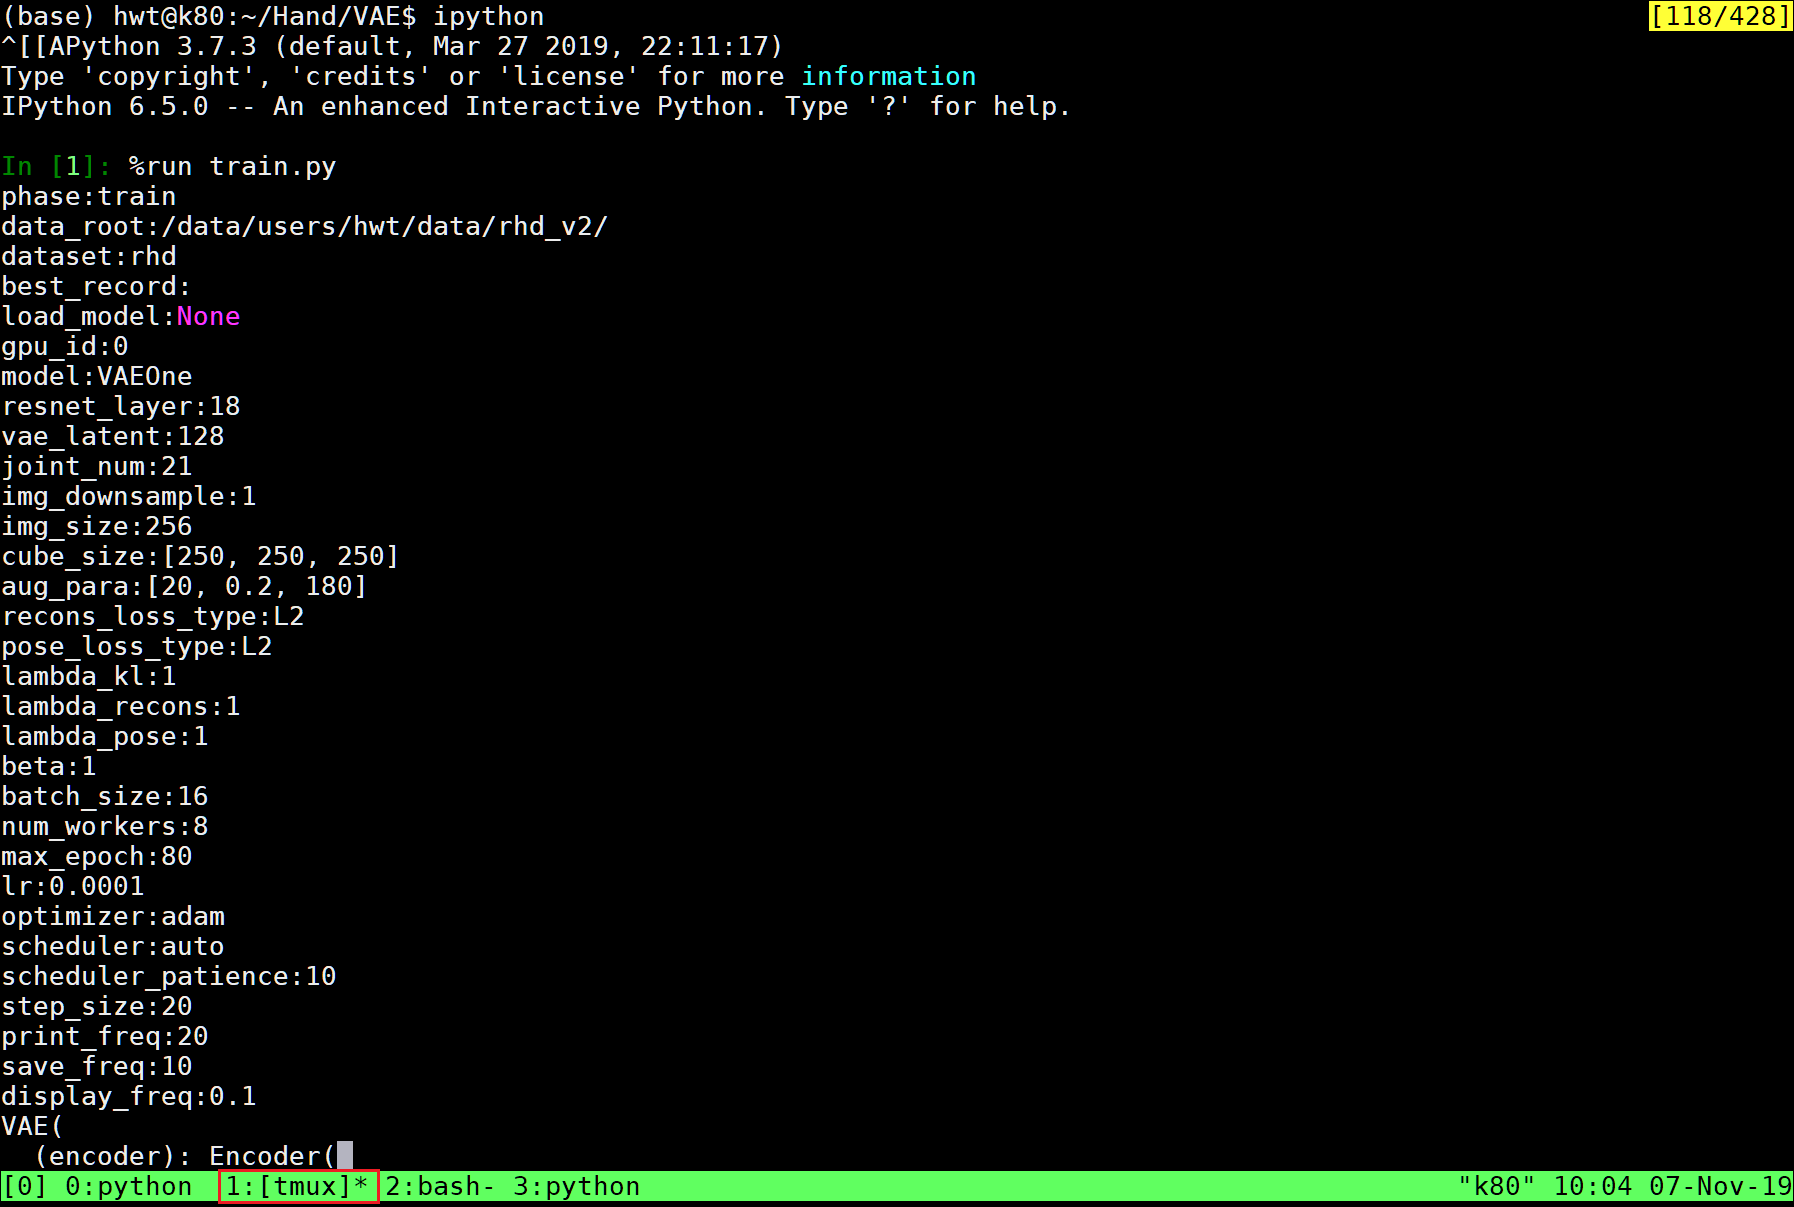 (base) hwt@k80:~/Hand/VAE$ ipython [118/428]
^[[APython 3.7.3 (default, Mar 27 2019, 22:11:17)
Type 'copyright', 'credits' or 'license' for more information
IPython 6.5.0 -- An enhanced Interactive Python. Type '?' for help.
In [1]: %run train.py
phase:train
data_root:/data/users/hwt/data/rhd_v2/
dataset:rhd
best_record:
load_model:None
gpu_id:0
model:VAEOne
resnet_layer:18
vae_latent:128
joint_num:21
img_downsample:1
img_size:256
cube_size:[250, 250, 250]
aug_para:[20, 0.2, 180]
recons_loss_type:L2
pose_loss_type:L2
lambda_kl:1
lambda_recons:1
lambda_pose:1
beta:1
batch_size:16
num_workers:8
max_epoch:80
lr:0.0001
optimizer:adam
scheduler:auto
scheduler_patience:10
step_size:20
print_freq:20
save_freq:10
display_freq:0.1
VAE(
  (encoder): Encoder(
[0] 0:python 1:[tmux]* 2:bash- 3:python "k80" 10:04 07-Nov-19